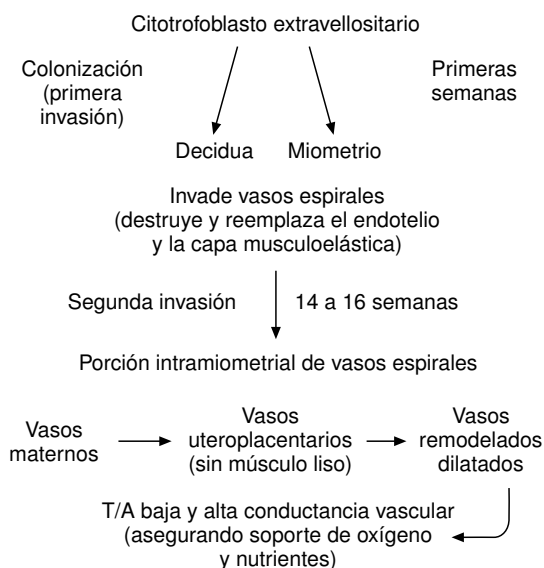 Citotrofoblasto extravellositario
Colonización
(primera
invasión)
Primeras
semanas
Decidua
Miometrio
Invade vasos espirales
(destruye y reemplaza el endotelio
y la capa musculoelástica)
Segunda invasión
14 a 16 semanas
Porción intramiometrial de vasos espirales
Vasos
maternos
Vasos
uteroplacentarios
(sin músculo liso)
Vasos
remodelados
dilatados
T/A baja y alta conductancia vascular
(asegurando soporte de oxígeno
y nutrientes)